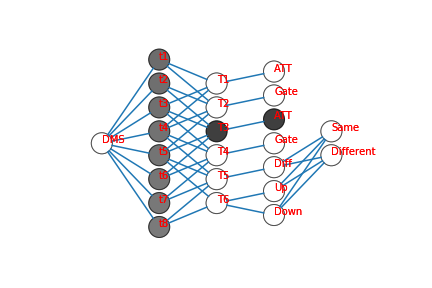 DMS
t1
t2
t3
t4
t5
t6
t7
t8
T1
T2
T3
T4
T5
T6
ATT
Gate
ATT
Gate
Diff
Up
Down
Same
Different